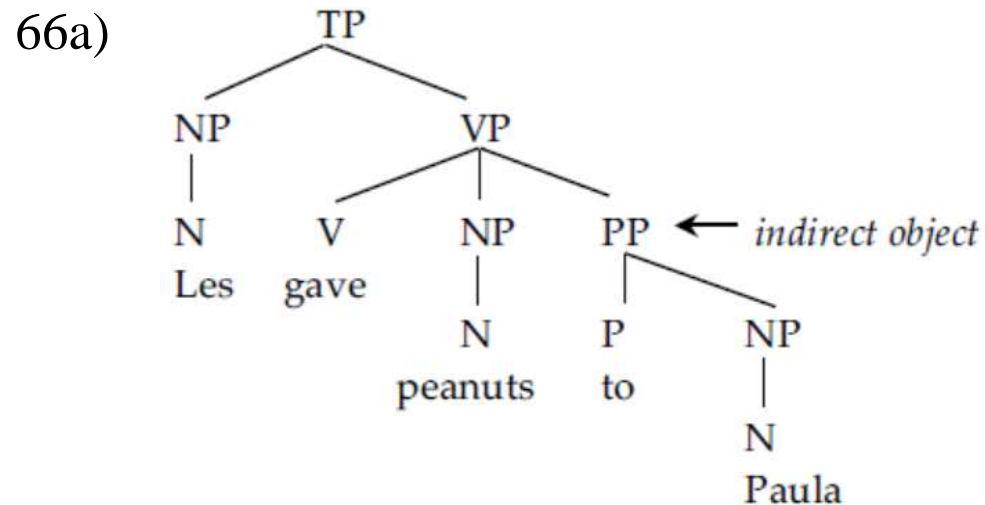 66a) TP
NP VP
N V NP PP indirect object
Les gave
N P NP
peanuts to
N
Paula